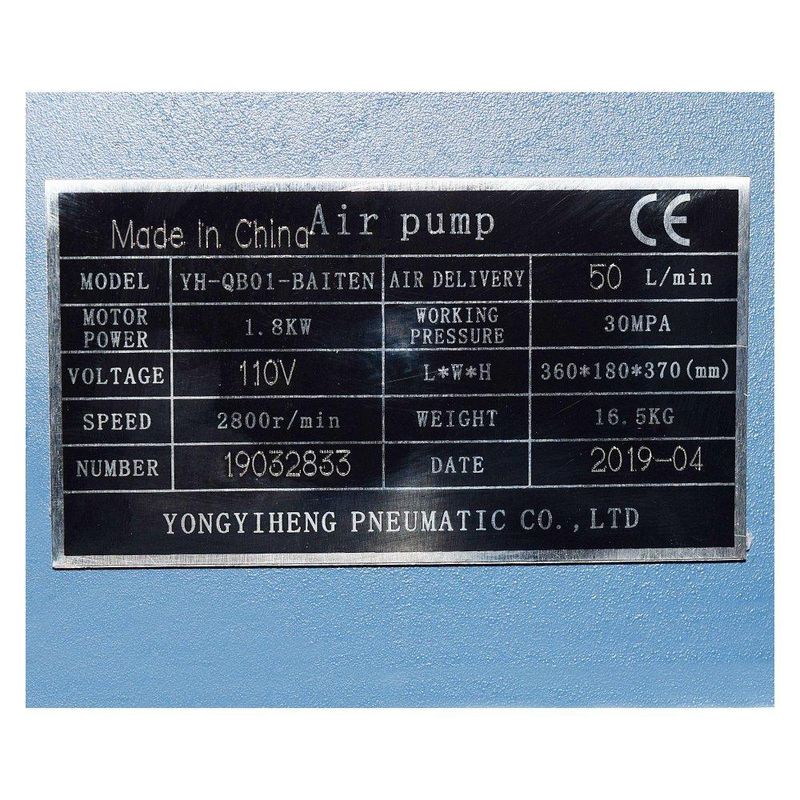 Made in China Air pump CE
MODEL YH-QB01-BAITEN AIR DELIVERY 50 L/min
MOTOR POWER 1.8KW WORKING PRESSURE 30MPA
VOLTAGE 110V L*W*H 360*180*370(mm)
SPEED 2800r/min WEIGHT 16.5KG
NUMBER 19032833 DATE 2019-04
YONGYIHENG PNEUMATIC CO.,LTD